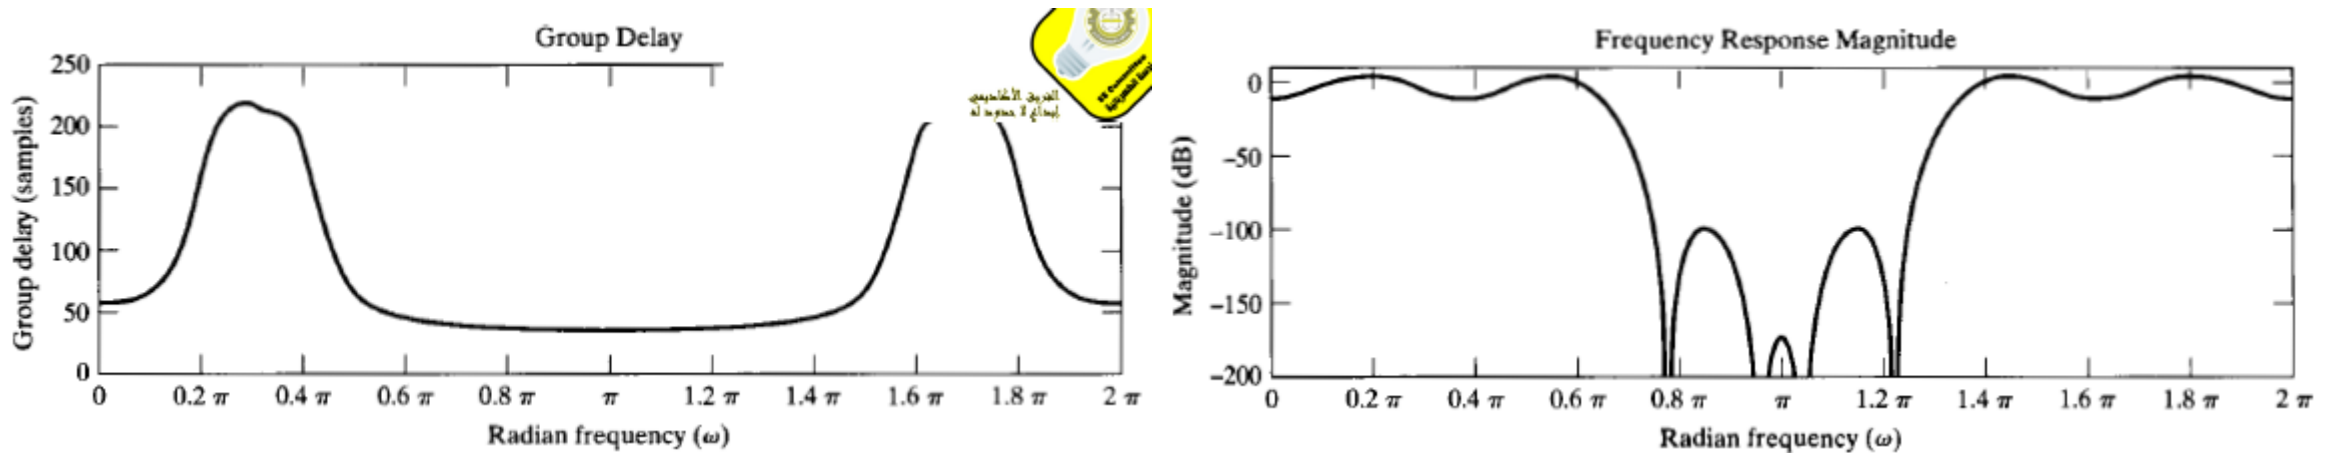 Group Delay
250
200
150
100
50
0
Group delay (samples)
0 0.2 π 0.4 π 0.6 π 0.8 π π 1.2 π 1.4 π 1.6 π 1.8 π 2 π
Radian frequency (ω)
EE Committee
الفريق الأكاديمي
إبداع لا حدود له
Frequency Response Magnitude
0
−50
−100
−150
−200
Magnitude (dB)
0 0.2 π 0.4 π 0.6 π 0.8 π π 1.2 π 1.4 π 1.6 π 1.8 π 2 π
Radian frequency (ω)